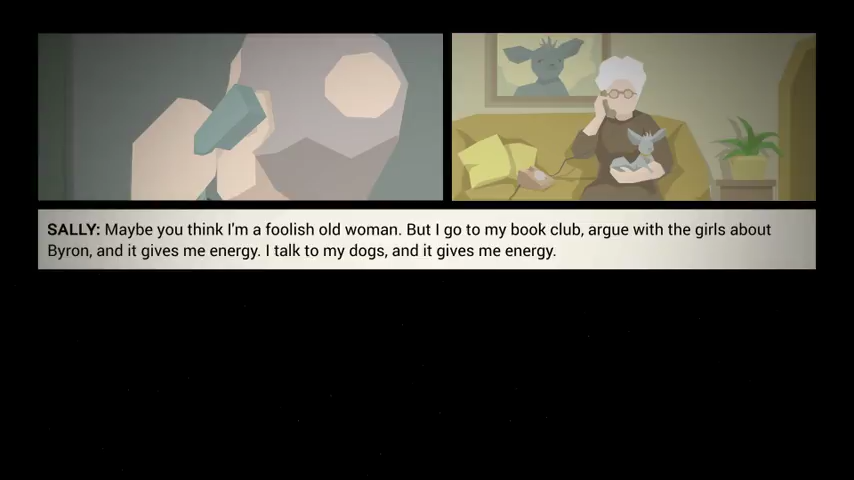 SALLY: Maybe you think I'm a foolish old woman. But I go to my book club, argue with the girls about
Byron, and it gives me energy. I talk to my dogs, and it gives me energy.